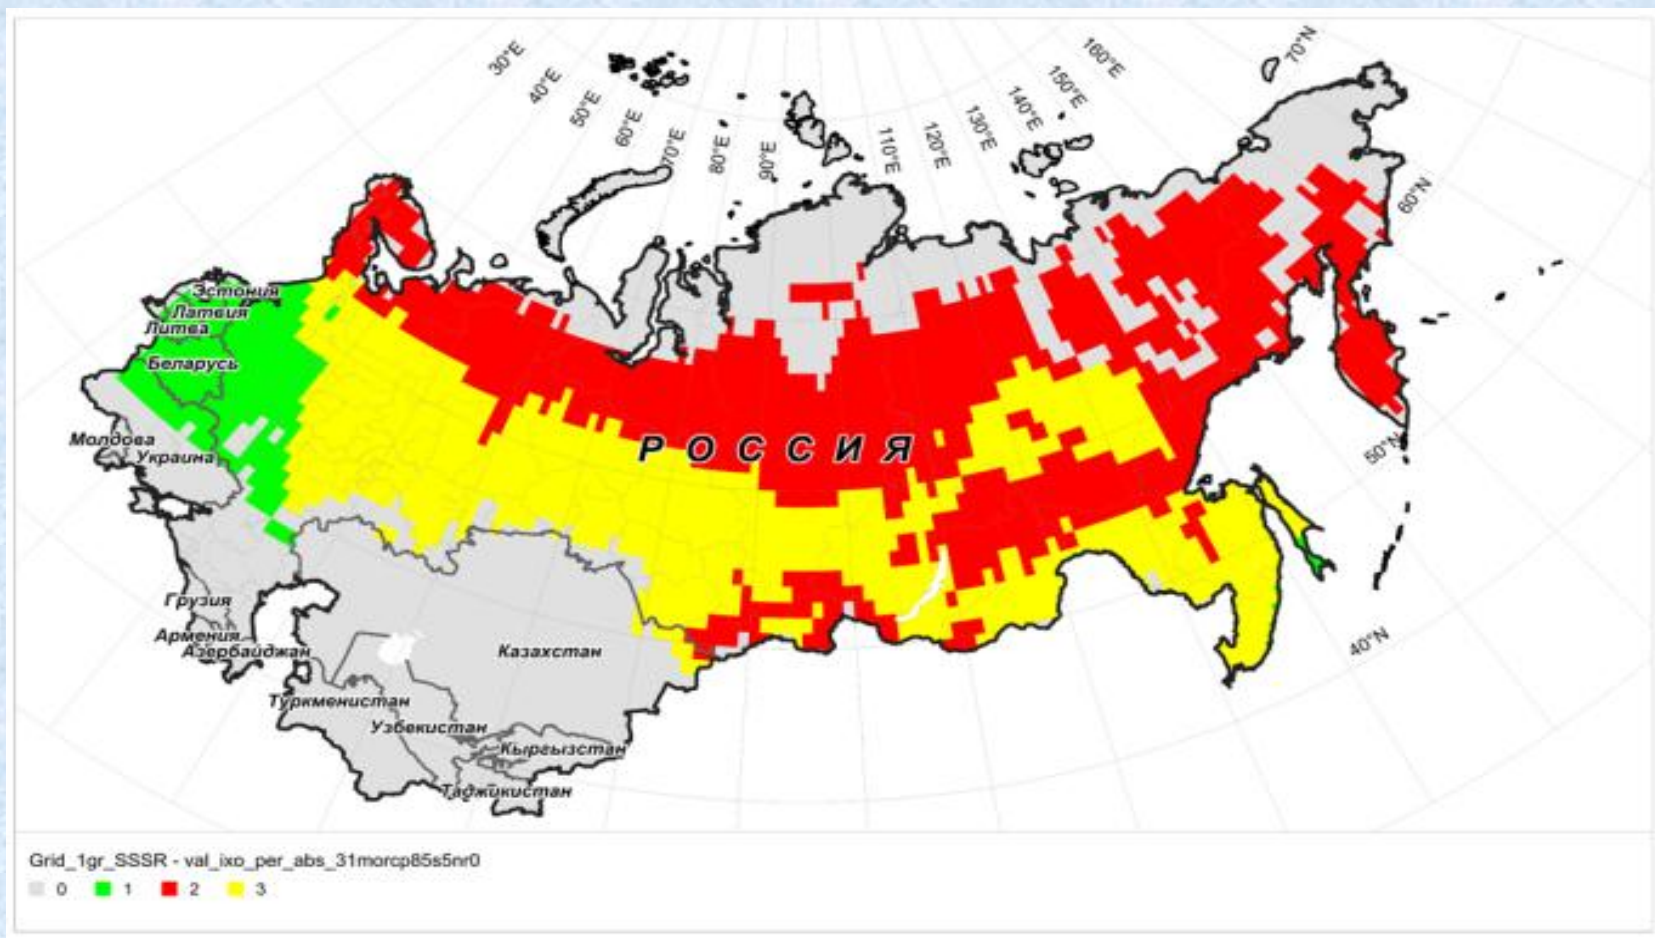 30°E
40°E
50°E
60°E
70°E
80°E
90°E
110°E
120°E
130°E
140°E
150°E
160°E
70°N
60°N
50°N
40°N
Эстония
Латвия
Литва
Беларусь
Молдова
Украина
РОССИЯ
Грузия
Армения
Азербайджан
Казахстан
Туркменистан
Узбекистан
Кыргызстан
Таджикистан
Grid_1gr_SSSR - val_ixo_per_abs_31morcp85s5nr0
0 1 2 3